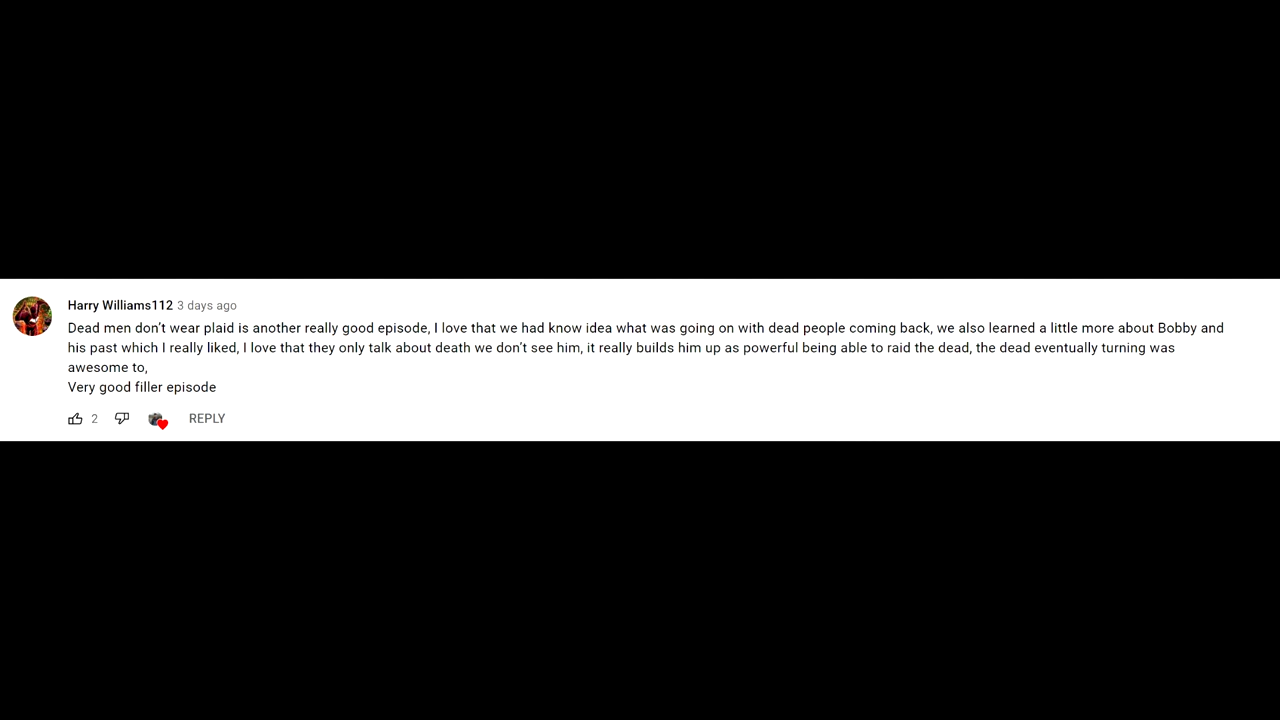 Harry Williams112 3 days ago
Dead men don’t wear plaid is another really good episode, I love that we had know idea what was going on with dead people coming back, we also learned a little more about Bobby and
his past which I really liked, I love that they only talk about death we don’t see him, it really builds him up as powerful being able to raid the dead, the dead eventually turning was
awesome to,
Very good filler episode
2 REPLY